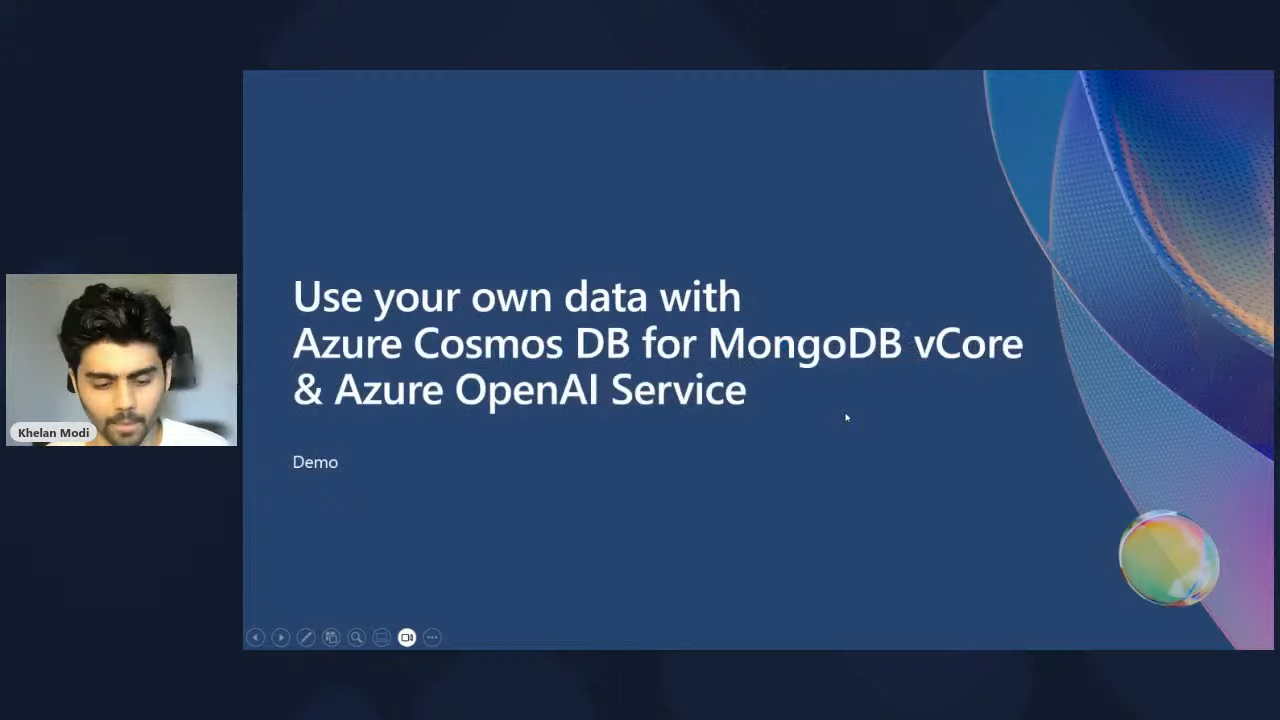 Use your own data with
Azure Cosmos DB for MongoDB vCore
& Azure OpenAI Service
Demo
Khelan Modi